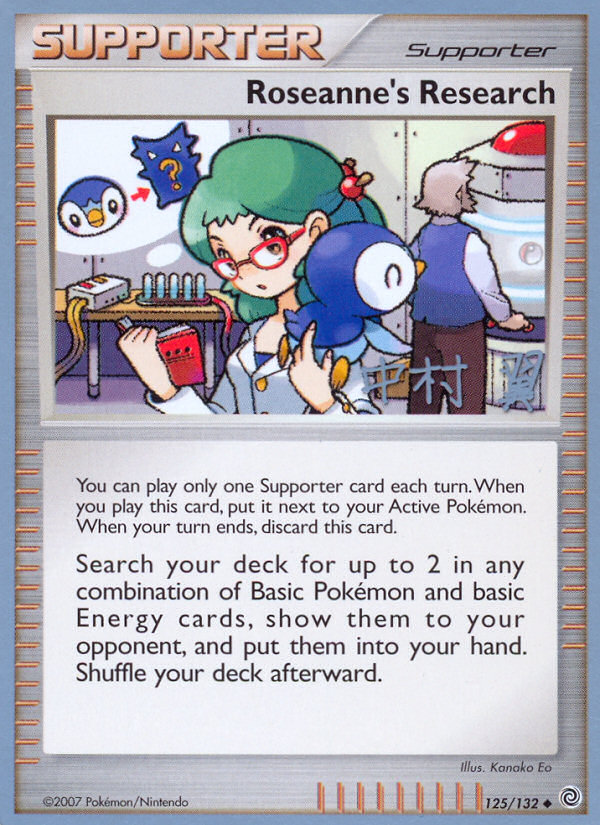 SUPPORTER
Supporter
Roseanne's Research
?
中村 翼
You can play only one Supporter card each turn. When
you play this card, put it next to your Active Pokémon.
When your turn ends, discard this card.
Search your deck for up to 2 in any
combination of Basic Pokémon and basic
Energy cards, show them to your
opponent, and put them into your hand.
Shuffle your deck afterward.
Illus. Kanako Eo
©2007 Pokémon/Nintendo
125/132